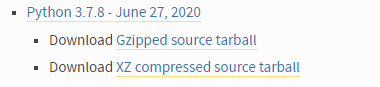 Python 3.7.8 - June 27, 2020
Download Gzipped source tarball
Download XZ compressed source tarball